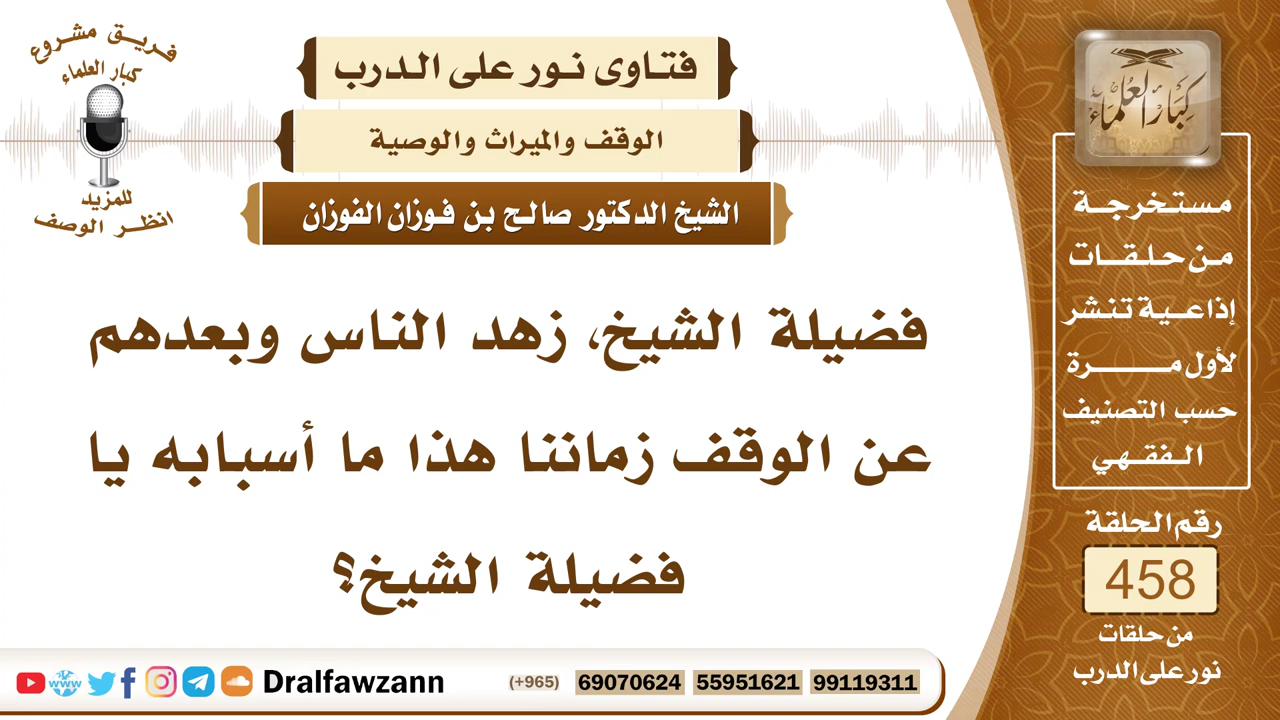 فريق مشروع
كبار العلماء
للمزيد
انظر الوصف
فتاوى نور على الدرب
الوقف والميراث والوصية
الشيخ الدكتور صالح بن فوزان الفوزان
فضيلة الشيخ، زهد الناس وبعدهم
عن الوقف زماننا هذا ما أسبابه يا
فضيلة الشيخ؟
كبار العلماء
مستخرجة
من حلقات
إذاعية تنشر
لأول مرة
حسب التصنيف
الفقهي
رقم الحلقة
458
من حلقات
نور على الدرب
www Dralfawzann (+965) 69070624 55951621 99119311